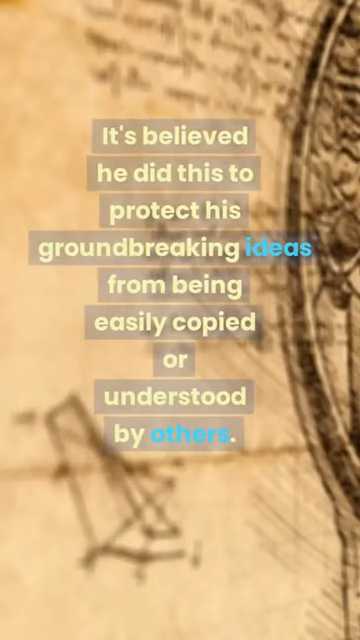 It's believed
he did this to
protect his
groundbreaking ideas
from being
easily copied
or
understood
by others.